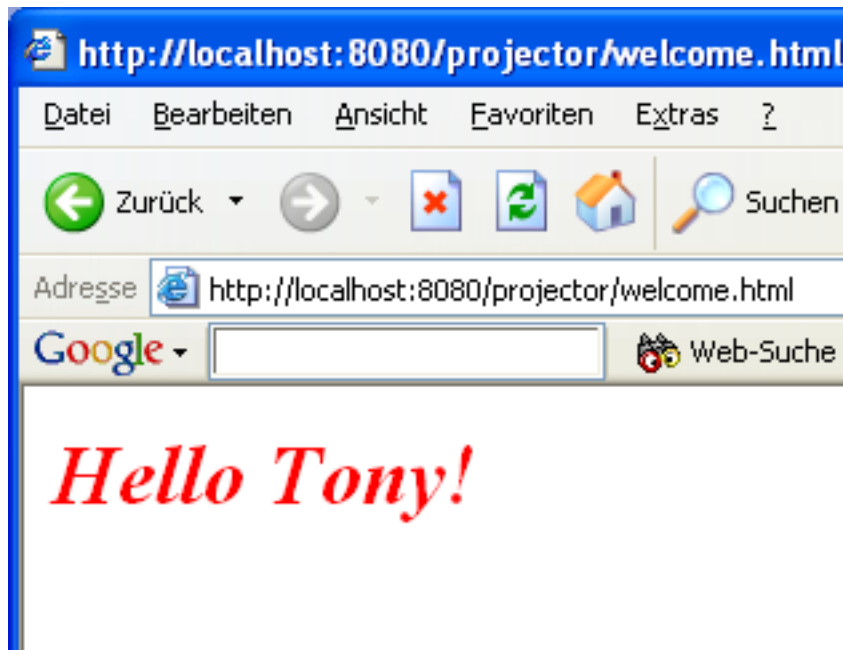 http://localhost:8080/projector/welcome.html
Datei Bearbeiten Ansicht Favoriten Extras ?
Zurück Suchen
Adresse http://localhost:8080/projector/welcome.html
Google Web-Suche
Hello Tony!